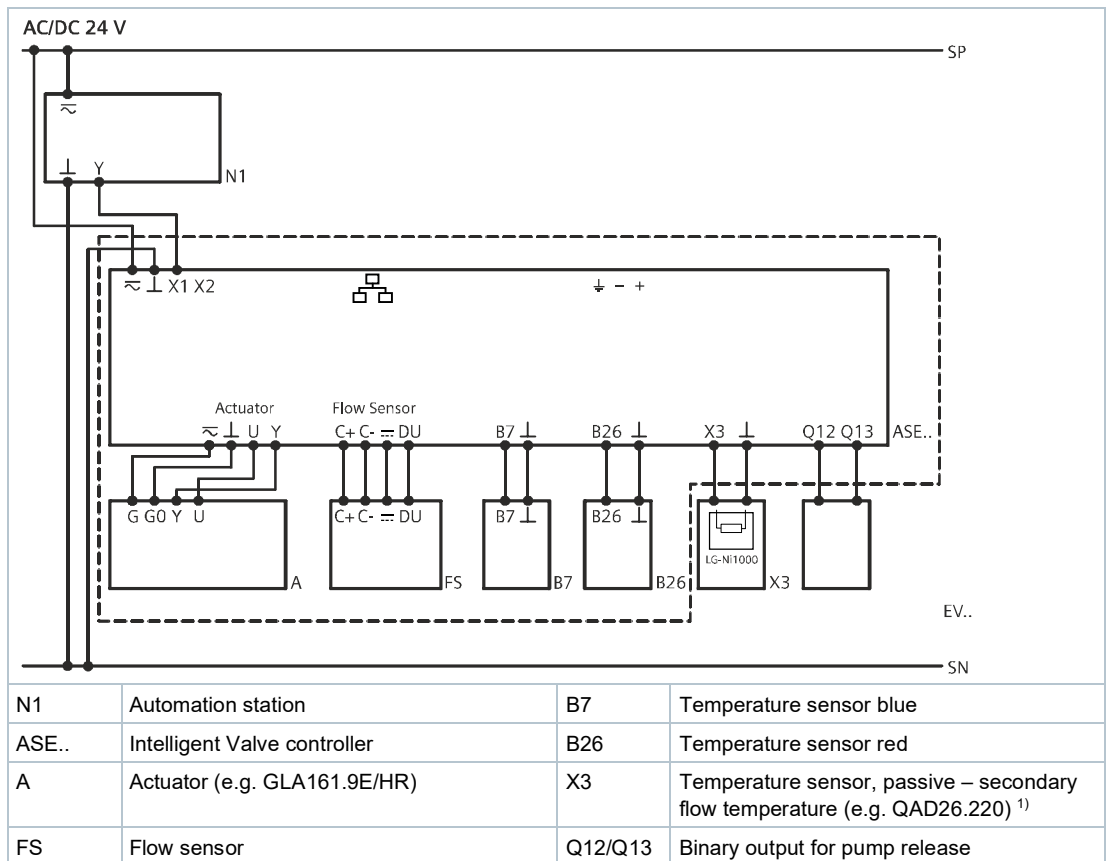 AC/DC 24 V
SP
≂
⊥ Y
N1
≂ ⊥ X1 X2
⏚ − +
Actuator Flow Sensor
≂ ⊥ U Y C+ C- ⎓ DU B7 ⊥ B26 ⊥ X3 ⊥ Q12 Q13 ASE..
G G0 Y U C+ C- ⎓ DU B7 ⊥ B26 ⊥
LG-Ni1000
A FS B7 B26 X3
EV..
SN
N1 Automation station B7 Temperature sensor blue
ASE.. Intelligent Valve controller B26 Temperature sensor red
A Actuator (e.g. GLA161.9E/HR) X3 Temperature sensor, passive – secondary
flow temperature (e.g. QAD26.220) 1)
FS Flow sensor Q12/Q13 Binary output for pump release